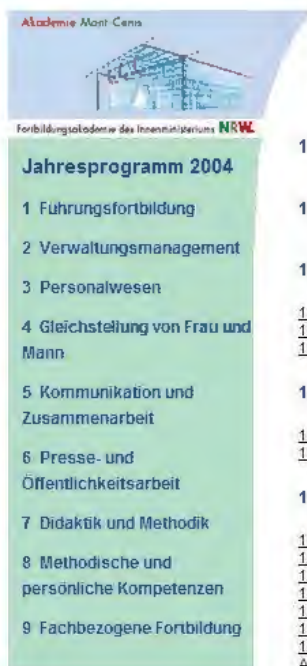 Akademie Mont-Cenis
Fortbildungsakademie des Innenministeriums NRW.
Jahresprogramm 2004
1 Führungsfortbildung
2 Verwaltungsmanagement
3 Personalwesen
4 Gleichstellung von Frau und
Mann
5 Kommunikation und
Zusammenarbeit
6 Presse- und
Öffentlichkeitsarbeit
7 Didaktik und Methodik
8 Methodische und
persönliche Kompetenzen
9 Fachbezogene Fortbildung